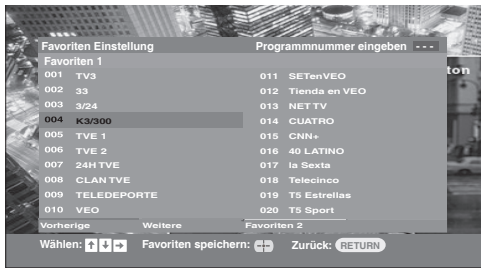 Favoriten Einstellung Programmnummer eingeben ---
Favoriten 1
ton
001 TV3 011 SETenVEO
002 33 012 Tienda en VEO
003 3/24 013 NET TV
004 K3/300 014 CUATRO
005 TVE 1 015 CNN+
006 TVE 2 016 40 LATINO
007 24H TVE 017 la Sexta
008 CLAN TVE 018 Telecinco
009 TELEDEPORTE 019 T5 Estrellas
010 VEO 020 T5 Sport
Vorherige Weitere Favoriten 2
Wählen: ↑ ↓ → Favoriten speichern: Zurück: RETURN